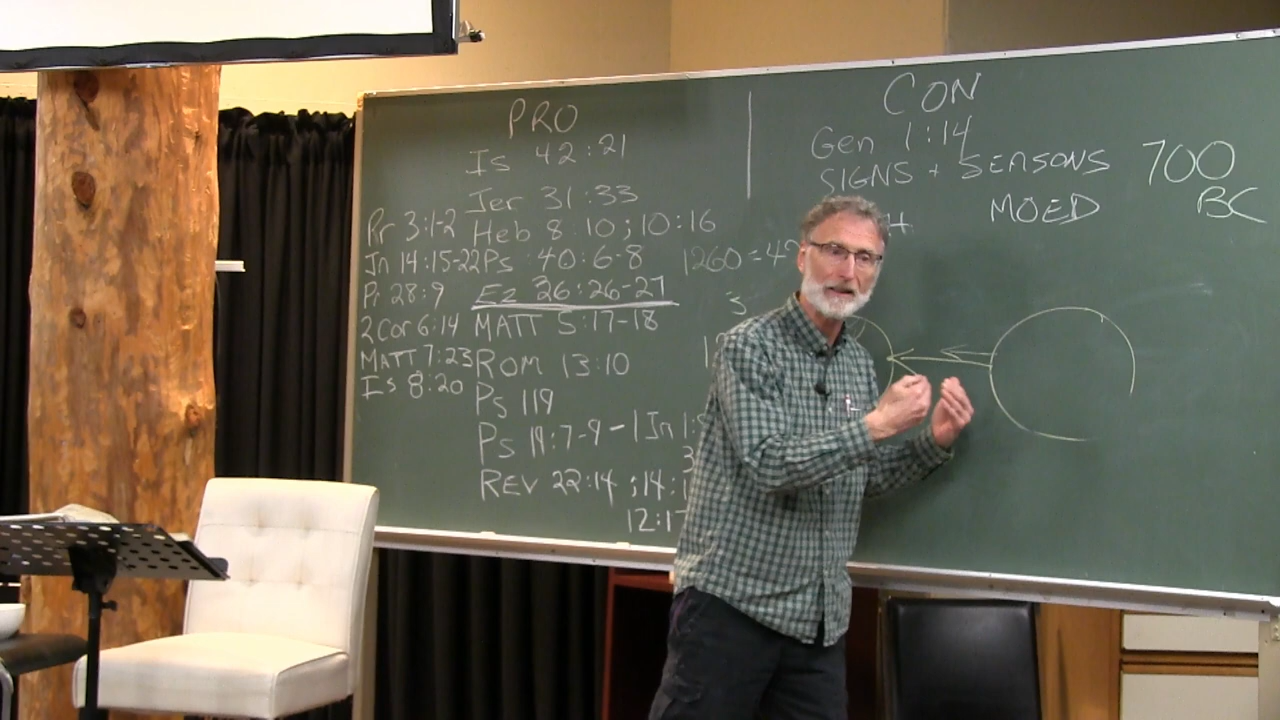 PRO
Is 42:21
Jer 31:33
Pr 3:1-2 Heb 8:10; 10:16
Jn 14:15-22 Ps 40:6-8
Pr 28:9 Ez 36:26-27
2Cor 6:14 MATT 5:17-18
MATT 7:23 ROM 13:10
Is 8:20
Ps 119
Ps 19:7-9 - 1 Jn
REV 22:14 ;14:
12:17
CON
Gen 1:14
SIGNS + SEASONS 700
MOED BC
1260 =